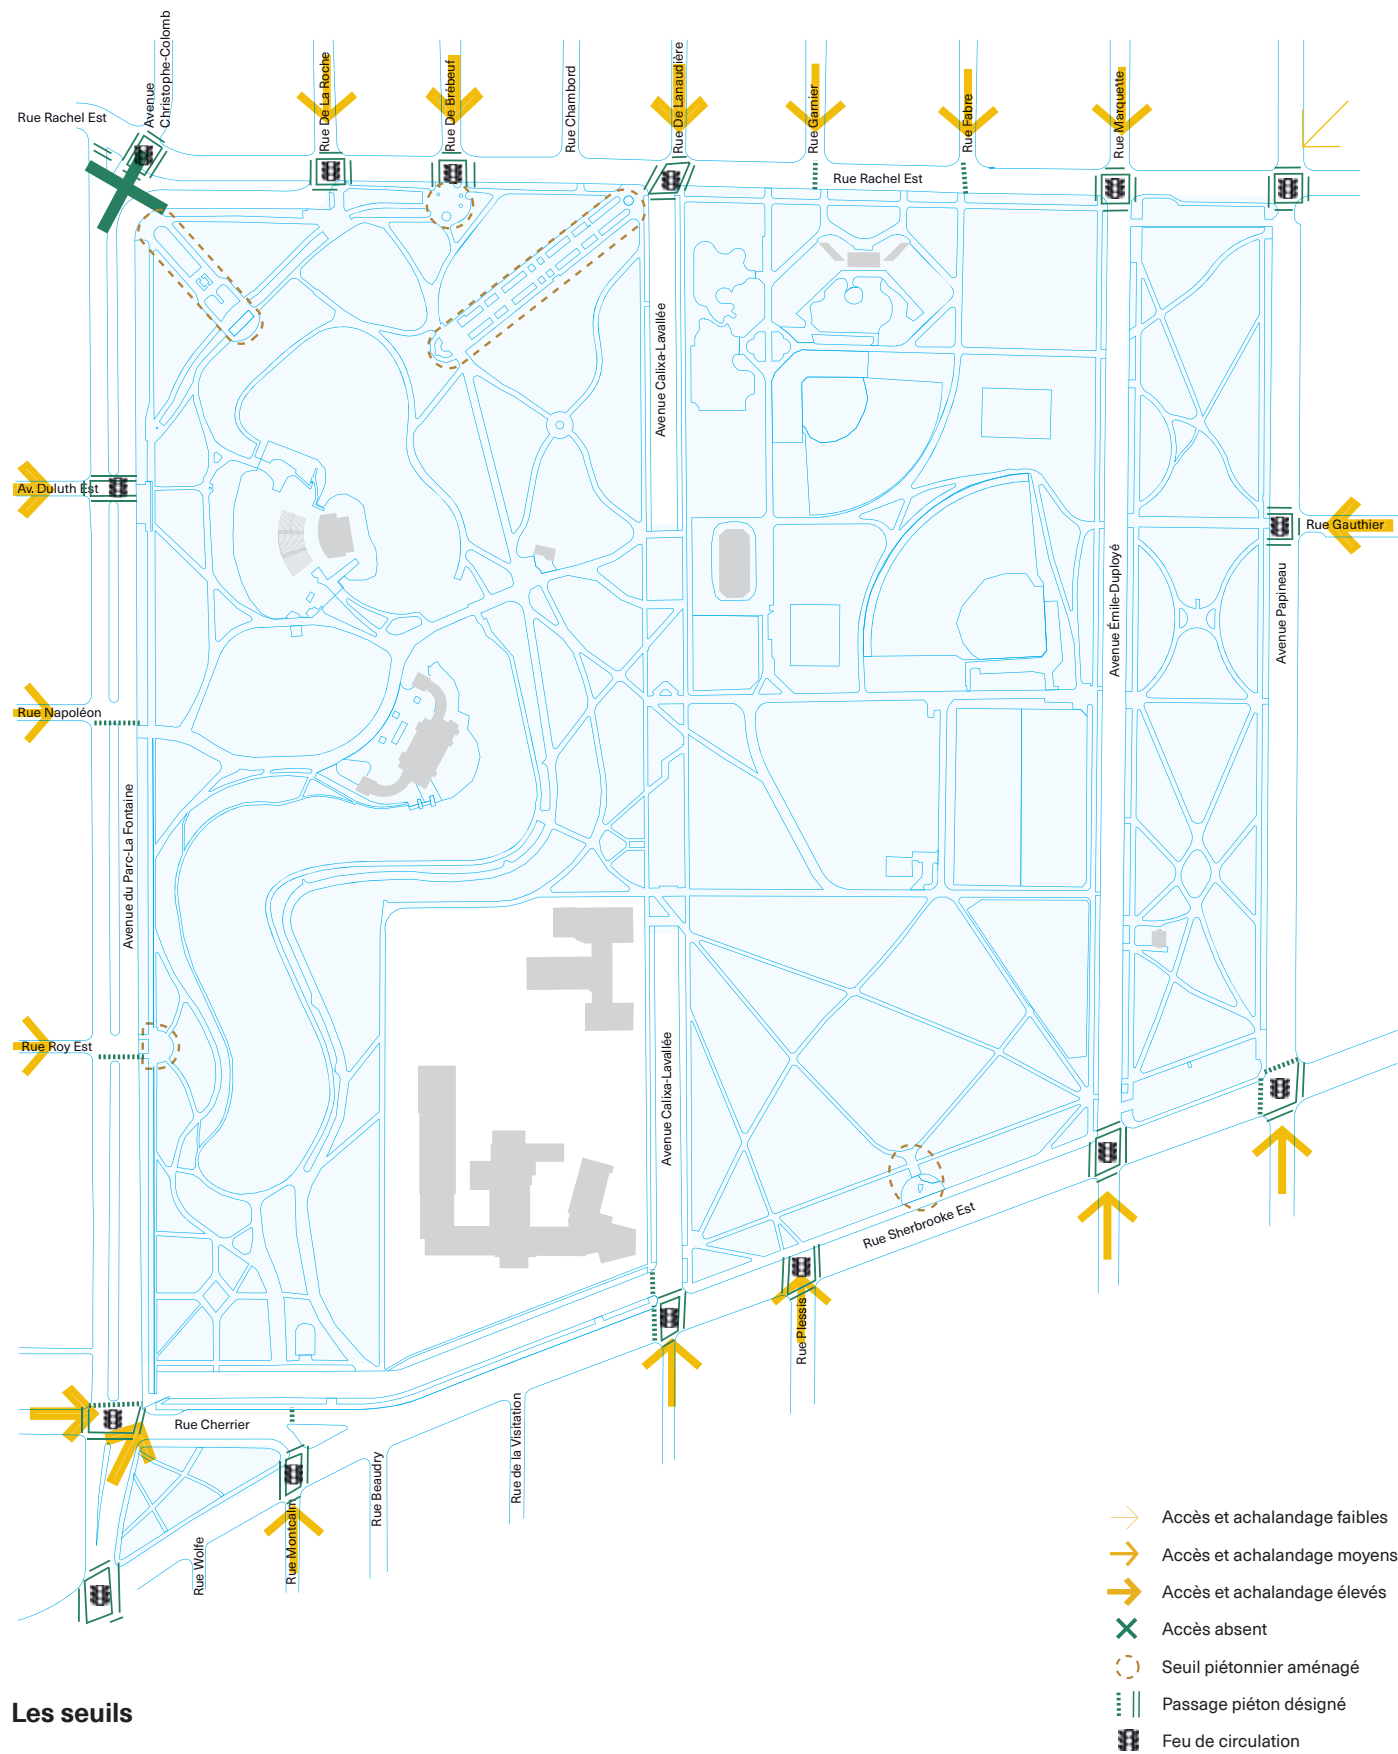 Avenue
Christophe-Colomb
Rue De La Roche
Rue De Brébeuf
Rue Chambord
Rue De Lanaudière
Rue Garnier
Rue Fabre
Rue Marquette
Rue Rachel Est
Rue Rachel Est
Avenue Calixa-Lavallée
Av. Duluth Est
Rue Gauthier
Avenue Émile-Duployé
Avenue Papineau
Rue Napoléon
Avenue du Parc-La Fontaine
Rue Roy Est
Avenue Calixa-Lavallée
Rue Sherbrooke Est
Rue Plessis
Rue Cherrier
Rue de la Visitation
Rue Beaudry
Rue Montcalm
Rue Wolfe
Accès et achalandage faibles
Accès et achalandage moyens
Accès et achalandage élevés
Accès absent
Seuil piétonnier aménagé
Passage piéton désigné
Feu de circulation
Les seuils